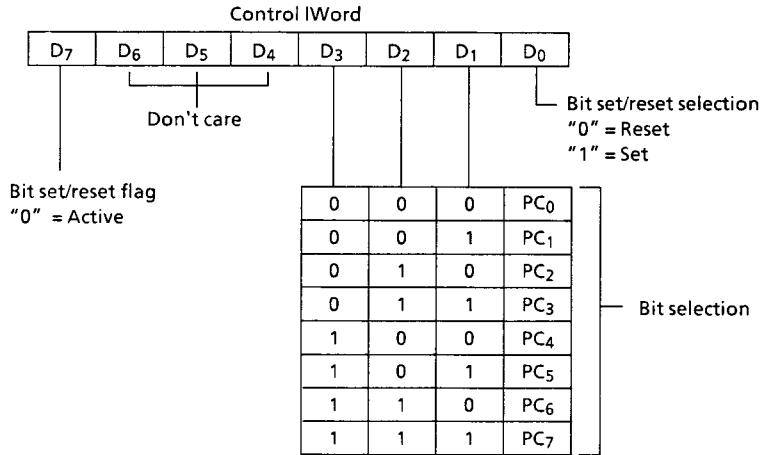 Control lWord
D7 D6 D5 D4 D3 D2 D1 D0
Don't care
Bit set/reset selection
"0" = Reset
"1" = Set
Bit set/reset flag
"0" = Active
0 0 0 PC0
0 0 1 PC1
0 1 0 PC2
0 1 1 PC3
Bit selection
1 0 0 PC4
1 0 1 PC5
1 1 0 PC6
1 1 1 PC7